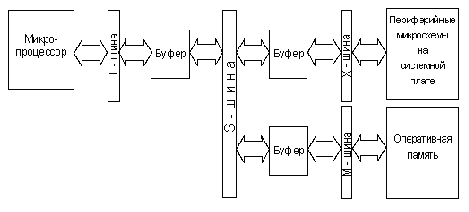 Микро-
процессор
I - шина
Буфер
S - шина
Буфер
X - шина
Периферийные
микросхемы
на
системной
плате
Буфер
M - шина
Оперативная
память